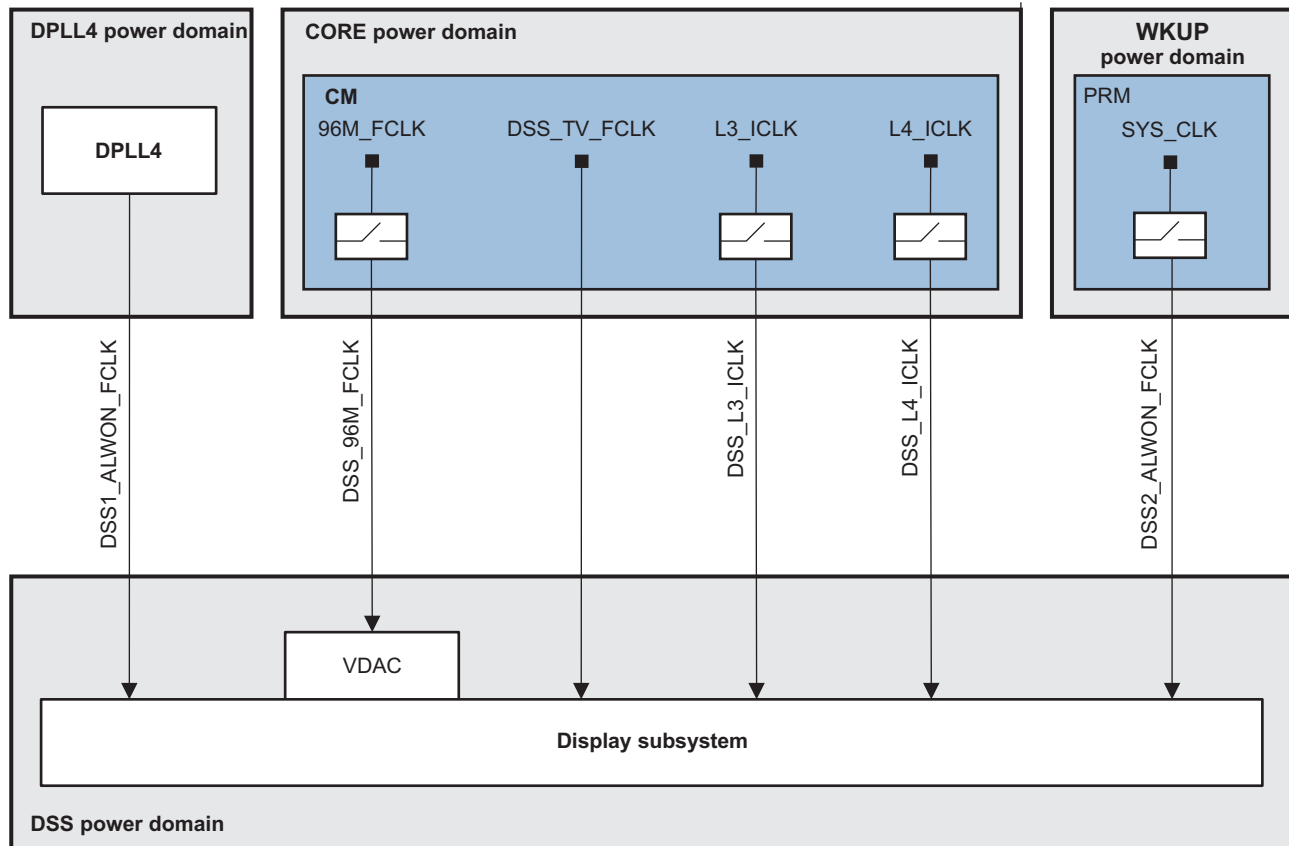 DPLL4 power domain
DPLL4
CORE power domain
CM
96M_FCLK
DSS_TV_FCLK
L3_ICLK
L4_ICLK
WKUP
power domain
PRM
SYS_CLK
DSS1_ALWON_FCLK
DSS_96M_FCLK
DSS_L3_ICLK
DSS_L4_ICLK
DSS2_ALWON_FCLK
VDAC
Display subsystem
DSS power domain